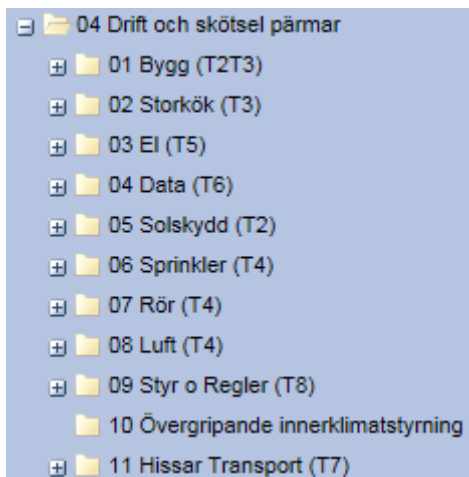 04 Drift och skötsel pärmar
01 Bygg (T2T3)
02 Storkök (T3)
03 El (T5)
04 Data (T6)
05 Solskydd (T2)
06 Sprinkler (T4)
07 Rör (T4)
08 Luft (T4)
09 Styr o Regler (T8)
10 Övergripande innerklimatstyrning
11 Hissar Transport (T7)